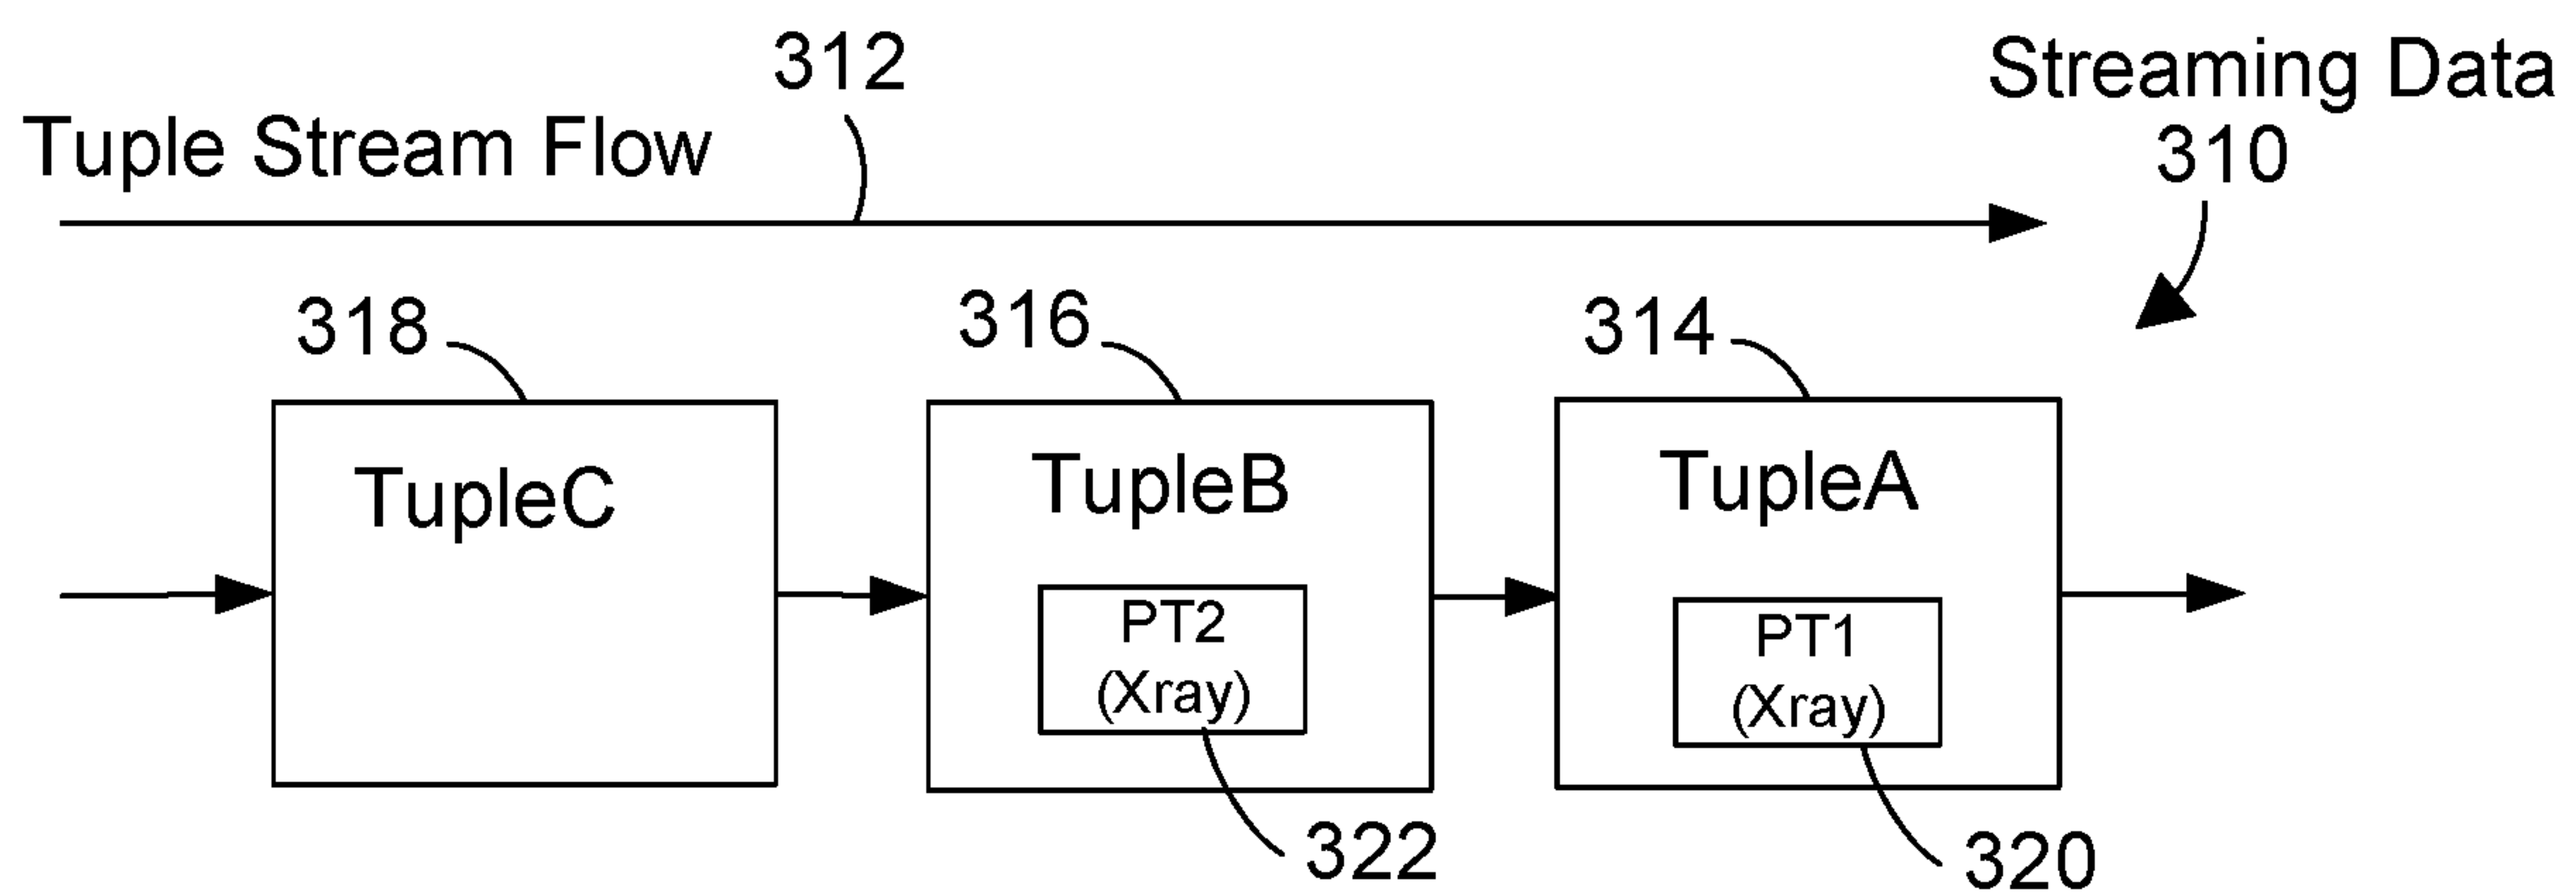 312
Streaming Data
310
Tuple Stream Flow
318
316
314
TupleC
TupleB
TupleA
PT2
(Xray)
PT1
(Xray)
322
320